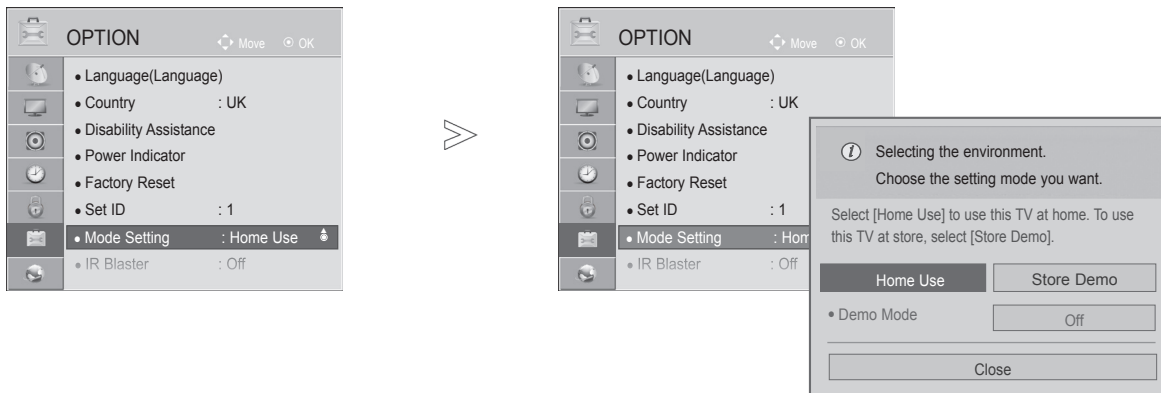 OPTION
Move OK
• Language(Language)
• Country : UK
• Disability Assistance
• Power Indicator
• Factory Reset
• Set ID : 1
• Mode Setting : Home Use
• IR Blaster : Off
OPTION
Move OK
• Language(Language)
• Country : UK
• Disability Assistance
• Power Indicator
• Factory Reset
• Set ID : 1
• Mode Setting : Hom
• IR Blaster : Off
i Selecting the environment.
Choose the setting mode you want.
Select [Home Use] to use this TV at home. To use
this TV at store, select [Store Demo].
Home Use Store Demo
• Demo Mode Off
Close